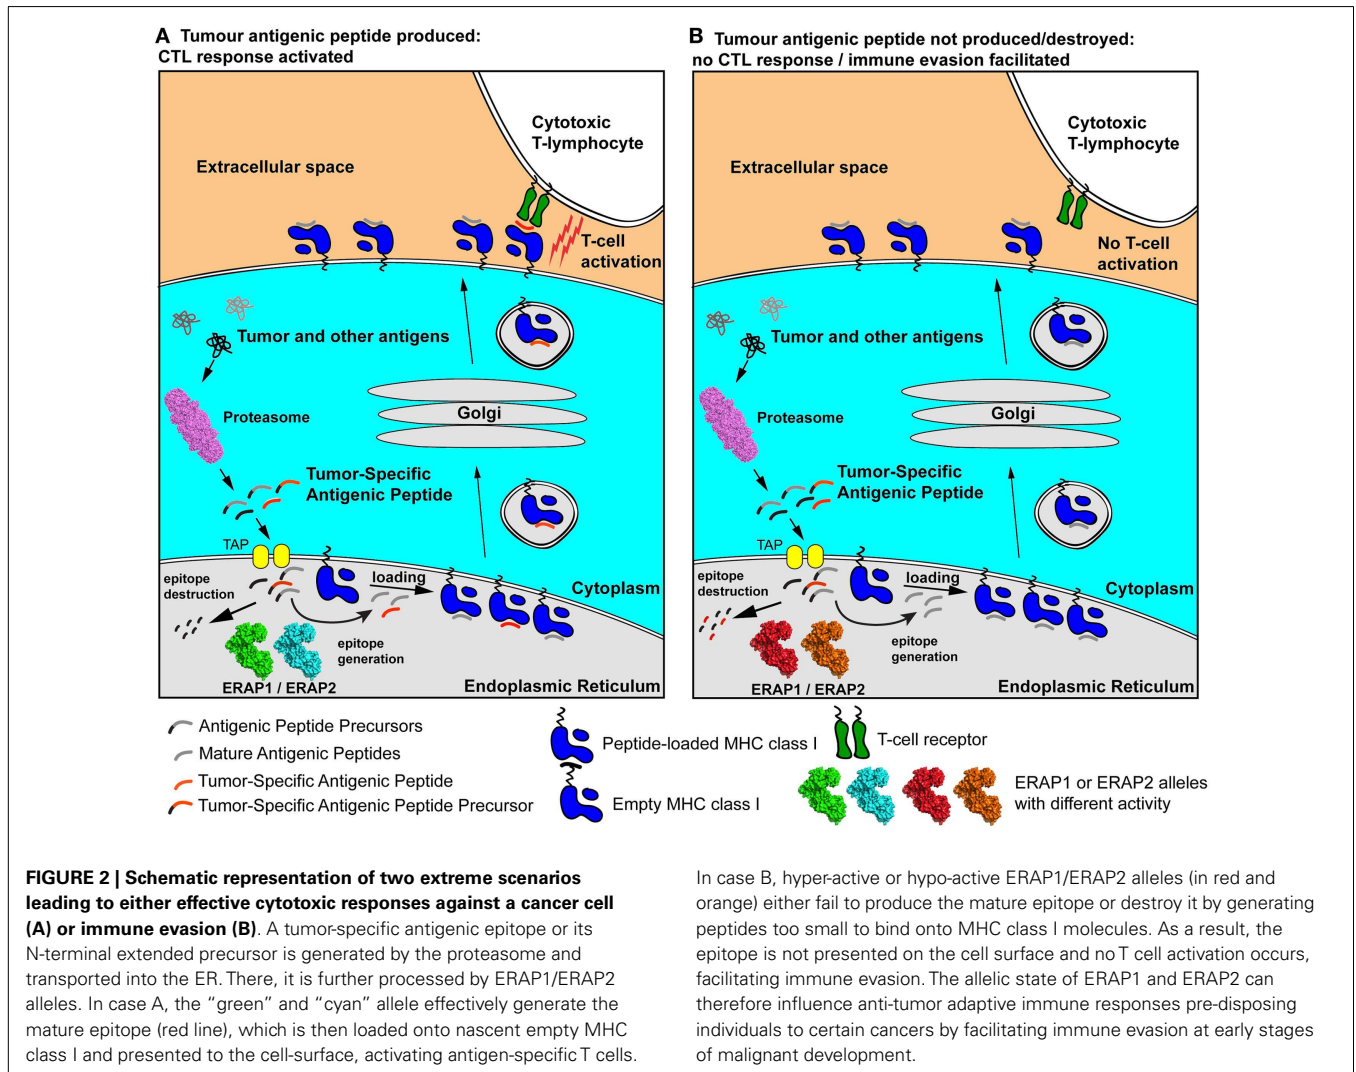 A Tumour antigenic peptide produced:
CTL response activated
Cytotoxic
T-lymphocyte
Extracellular space
T-cell
activation
Tumor and other antigens
Proteasome
Golgi
Tumor-Specific
Antigenic Peptide
TAP
Cytoplasm
epitope
destruction
loading
epitope
generation
ERAP1 / ERAP2
Endoplasmic Reticulum
B Tumour antigenic peptide not produced/destroyed:
no CTL response / immune evasion facilitated
Cytotoxic
T-lymphocyte
Extracellular space
No T-cell
activation
Tumor and other antigens
Proteasome
Golgi
Tumor-Specific
Antigenic Peptide
TAP
Cytoplasm
epitope
destruction
loading
epitope
generation
ERAP1 / ERAP2
Endoplasmic Reticulum
Antigenic Peptide Precursors
Mature Antigenic Peptides
Tumor-Specific Antigenic Peptide
Tumor-Specific Antigenic Peptide Precursor
Peptide-loaded MHC class I
Empty MHC class I
T-cell receptor
ERAP1 or ERAP2 alleles
with different activity
FIGURE 2 | Schematic representation of two extreme scenarios
leading to either effective cytotoxic responses against a cancer cell
(A) or immune evasion (B). A tumor-specific antigenic epitope or its
N-terminal extended precursor is generated by the proteasome and
transported into the ER. There, it is further processed by ERAP1/ERAP2
alleles. In case A, the “green” and “cyan” allele effectively generate the
mature epitope (red line), which is then loaded onto nascent empty MHC
class I and presented to the cell-surface, activating antigen-specific T cells.
In case B, hyper-active or hypo-active ERAP1/ERAP2 alleles (in red and
orange) either fail to produce the mature epitope or destroy it by generating
peptides too small to bind onto MHC class I molecules. As a result, the
epitope is not presented on the cell surface and no T cell activation occurs,
facilitating immune evasion. The allelic state of ERAP1 and ERAP2 can
therefore influence anti-tumor adaptive immune responses pre-disposing
individuals to certain cancers by facilitating immune evasion at early stages
of malignant development.